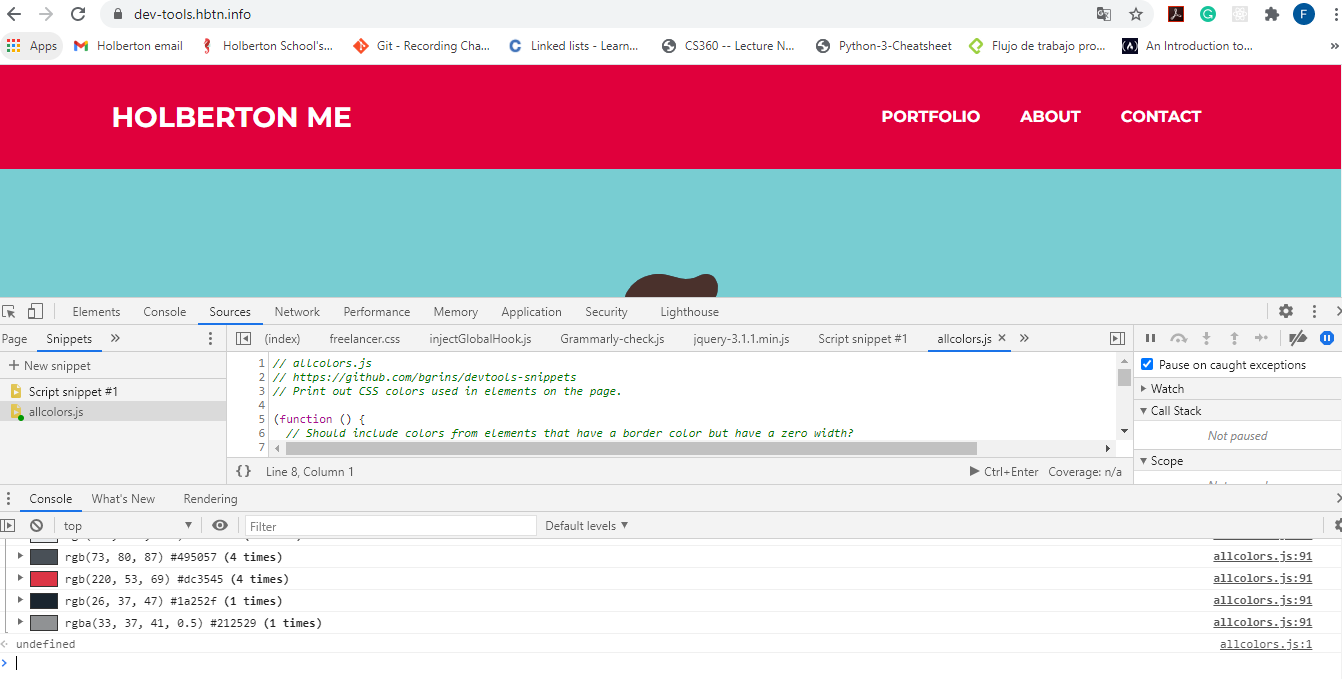 dev-tools.hbtn.info
F
Apps Holberton email Holberton School's... Git - Recording Cha... Linked lists - Learn... CS360 -- Lecture N... Python-3-Cheatsheet Flujo de trabajo pro... An Introduction to... »
HOLBERTON ME PORTFOLIO ABOUT CONTACT
Elements Console Sources Network Performance Memory Application Security Lighthouse
Page Snippets » (index) freelancer.css injectGlobalHook.js Grammarly-check.js jquery-3.1.1.min.js Script snippet #1 allcolors.js × »
+ New snippet
Script snippet #1
allcolors.js
1 // allcolors.js
2 // https://github.com/bgrins/devtools-snippets
3 // Print out CSS colors used in elements on the page.
4
5 (function () {
6 // Should include colors from elements that have a border color but have a zero width?
7
{} Line 8, Column 1 Ctrl+Enter Coverage: n/a
Pause on caught exceptions
Watch
Call Stack
Not paused
Scope
Console What's New Rendering
top Filter Default levels
rgb(73, 80, 87) #495057 (4 times) allcolors.js:91
rgb(220, 53, 69) #dc3545 (4 times) allcolors.js:91
rgb(26, 37, 47) #1a252f (1 times) allcolors.js:91
rgba(33, 37, 41, 0.5) #212529 (1 times) allcolors.js:91
undefined allcolors.js:1